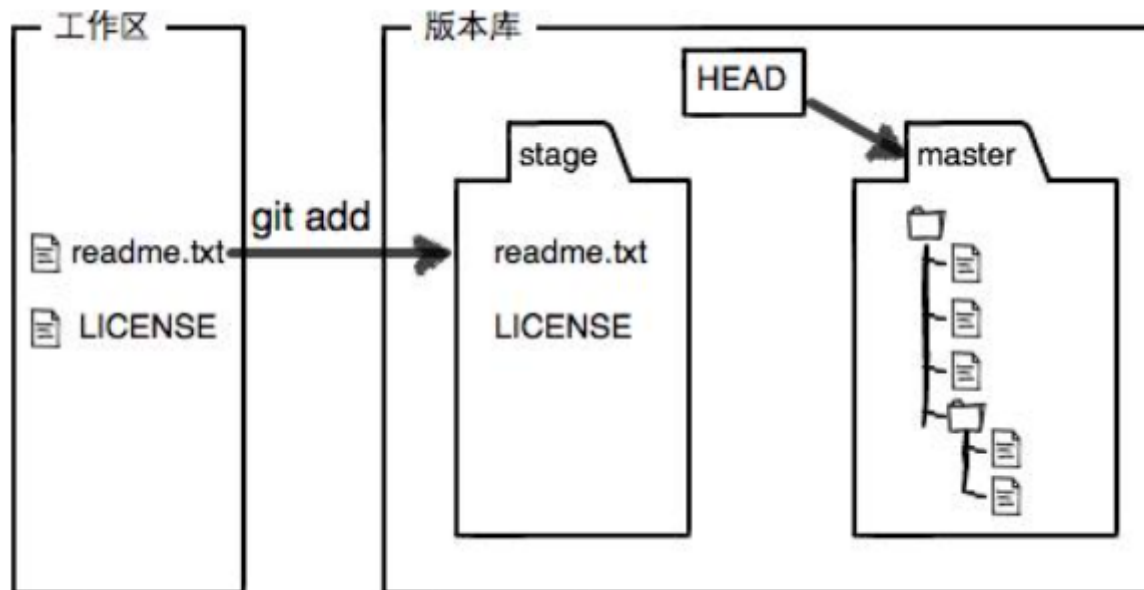 工作区
版本库
HEAD
stage
master
git add
readme.txt
readme.txt
LICENSE
LICENSE